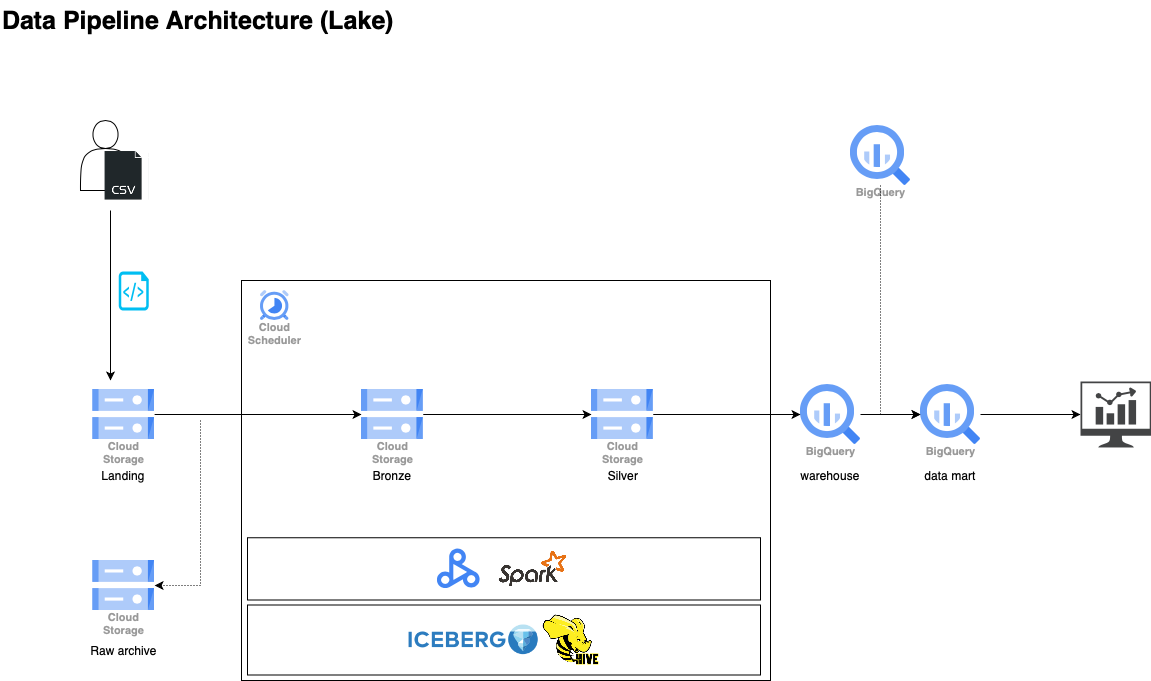 Data Pipeline Architecture (Lake)
CSV
BigQuery
</>
Cloud
Scheduler
Cloud
Storage
Landing
Cloud
Storage
Bronze
Cloud
Storage
Silver
BigQuery
warehouse
BigQuery
data mart
Spark
Cloud
Storage
Raw archive
ICEBERG
HIVE